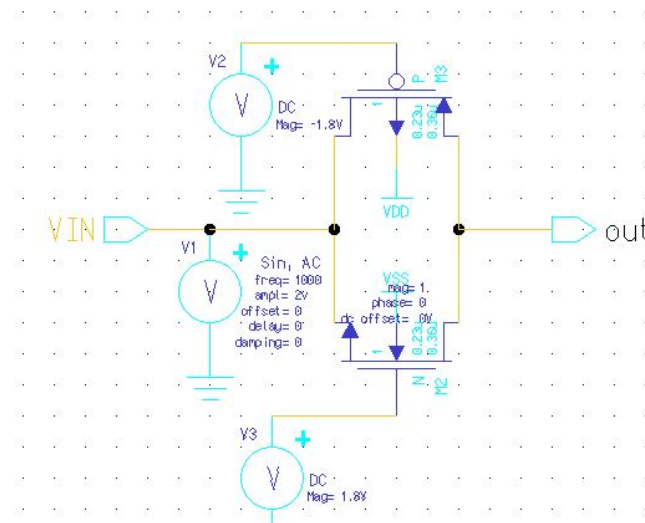 V2
V
DC
Mag= -1.8V
P
M3
1
0.23u
0.36u
VDD
VIN
out
V1
V
Sin, AC
freq= 1000
ampl= 2v
offset= 0
delay= 0
damping= 0
VSS
mag= 1.
phase= 0
dc offset= .0V
1
0.23u
0.36u
N
M2
V3
V
DC
Mag= 1.8V